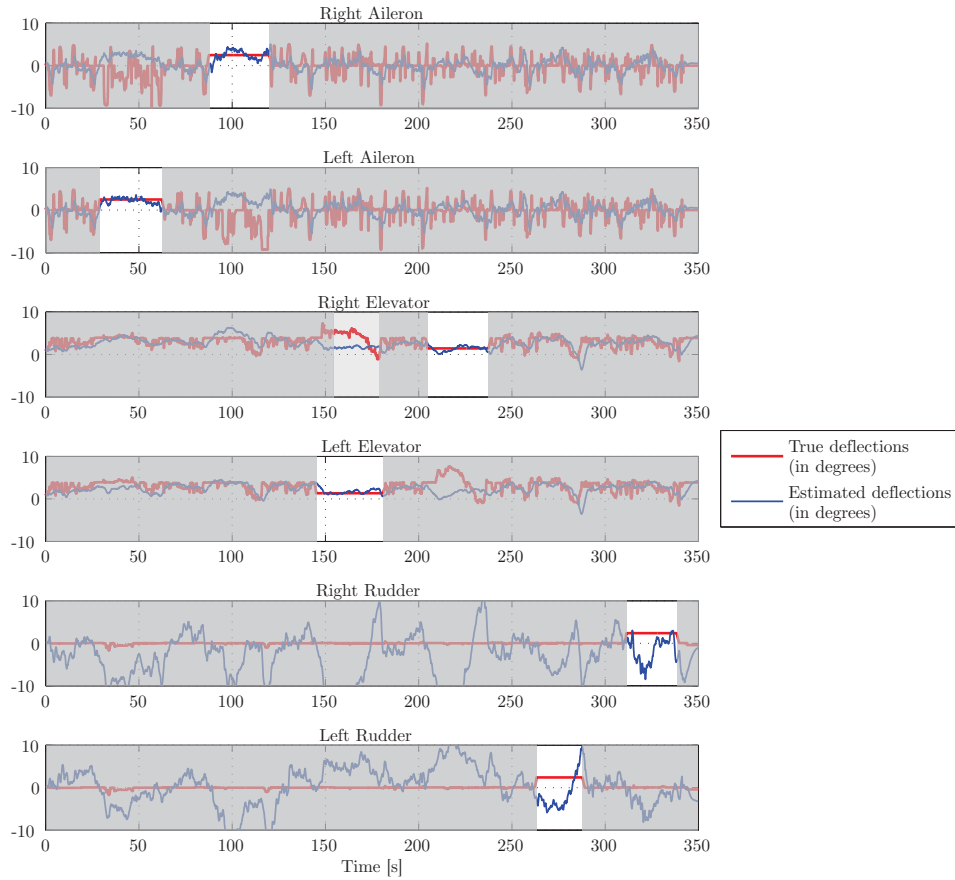 Right Aileron
10
0
-10
0 50 100 150 200 250 300 350
Left Aileron
10
0
-10
0 50 100 150 200 250 300 350
Right Elevator
10
0
-10
0 50 100 150 200 250 300 350
Left Elevator
10
0
-10
0 50 100 150 200 250 300 350
True deflections
(in degrees)
Estimated deflections
(in degrees)
Right Rudder
10
0
-10
0 50 100 150 200 250 300 350
Left Rudder
10
0
-10
0 50 100 150 200 250 300 350
Time [s]